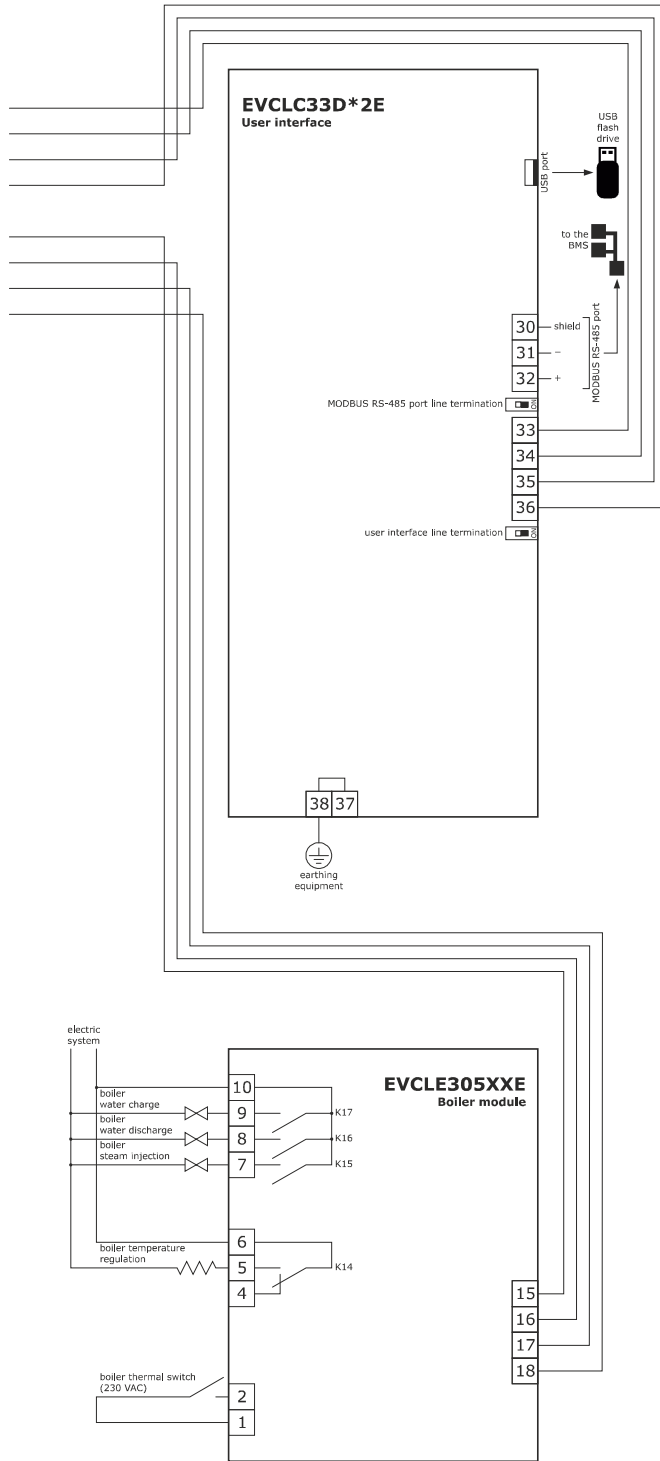 EVCLC33D*2E
User interface
USB port
USB
flash
drive
to the
BMS
30
shield
31
–
32
+
MODBUS RS-485 port
MODBUS RS-485 port line termination
ON
33
34
35
36
user interface line termination
ON
38
37
earthing
equipment
electric
system
EVCLE305XXE
Boiler module
10
boiler
water charge
9
K17
boiler
water discharge
8
K16
boiler
steam injection
7
K15
6
boiler temperature
regulation
5
K14
4
15
16
17
18
boiler thermal switch
(230 VAC)
2
1